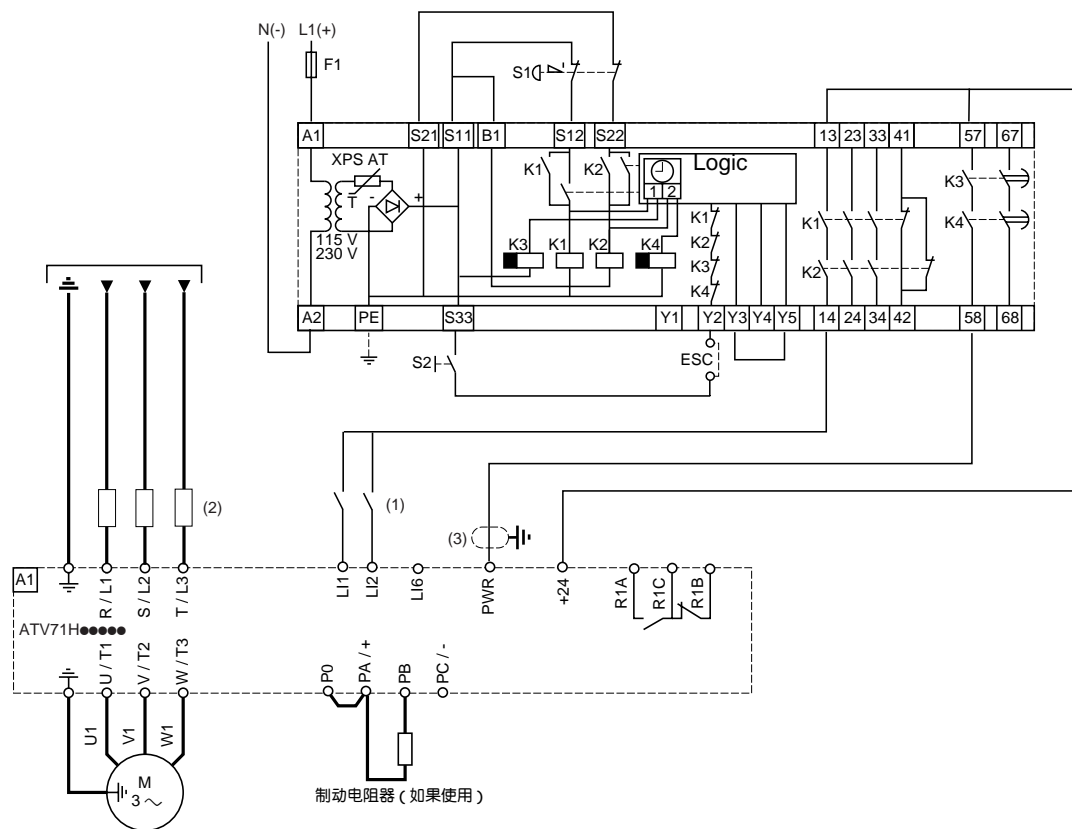 N(-) L1(+)
F1
S1
A1 S21 S11 B1 S12 S22 13 23 33 41 57 67
XPS AT
K1 K2 Logic
1 2
T - +
115 V
230 V
K3 K1 K2 K4
K1
K2
K3
K4
K1
K2
K3
K4
A2 PE S33 Y1 Y2 Y3 Y4 Y5 14 24 34 42 58 68
S2
ESC
(2)
(1)
(3)
A1
R / L1
S / L2
T / L3
LI1
LI2
LI6
PWR
+24
R1A
R1C
R1B
ATV71H●●●●●
U / T1
V / T2
W / T3
P0
PA / +
PB
PC / -
U1
V1
W1
M
3 ~
制动电阻器 ( 如果使用 )